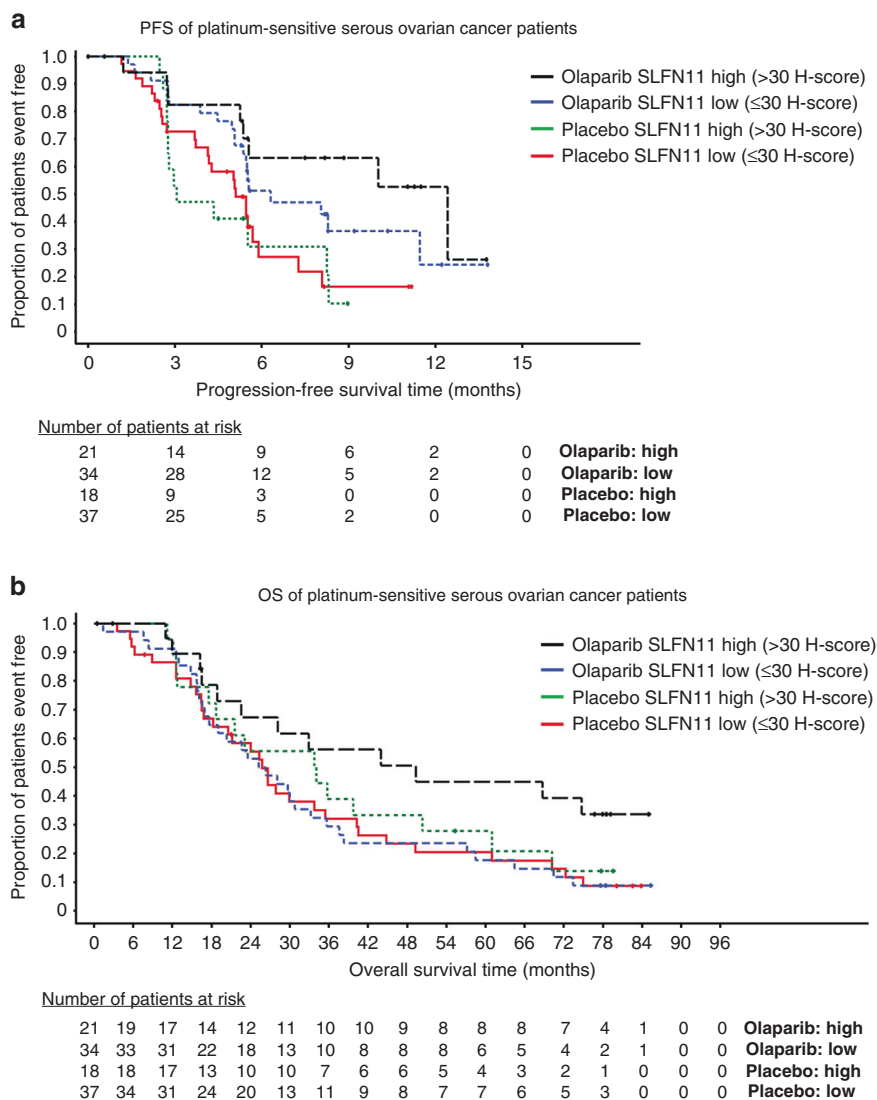 a
PFS of platinum-sensitive serous ovarian cancer patients
Proportion of patients event free
1.0
0.9
0.8
0.7
0.6
0.5
0.4
0.3
0.2
0.1
0
Olaparib SLFN11 high (>30 H-score)
Olaparib SLFN11 low (≤30 H-score)
Placebo SLFN11 high (>30 H-score)
Placebo SLFN11 low (≤30 H-score)
0 3 6 9 12 15
Progression-free survival time (months)
Number of patients at risk
21 14 9 6 2 0 Olaparib: high
34 28 12 5 2 0 Olaparib: low
18 9 3 0 0 0 Placebo: high
37 25 5 2 0 0 Placebo: low
b
OS of platinum-sensitive serous ovarian cancer patients
Proportion of patients event free
1.0
0.9
0.8
0.7
0.6
0.5
0.4
0.3
0.2
0.1
0
Olaparib SLFN11 high (>30 H-score)
Olaparib SLFN11 low (≤30 H-score)
Placebo SLFN11 high (>30 H-score)
Placebo SLFN11 low (≤30 H-score)
0 6 12 18 24 30 36 42 48 54 60 66 72 78 84 90 96
Overall survival time (months)
Number of patients at risk
21 19 17 14 12 11 10 10 9 8 8 8 7 4 1 0 0 Olaparib: high
34 33 31 22 18 13 10 8 8 8 6 5 4 2 1 0 0 Olaparib: low
18 18 17 13 10 10 7 6 6 5 4 3 2 1 0 0 0 Placebo: high
37 34 31 24 20 13 11 9 8 7 7 6 5 3 0 0 0 Placebo: low